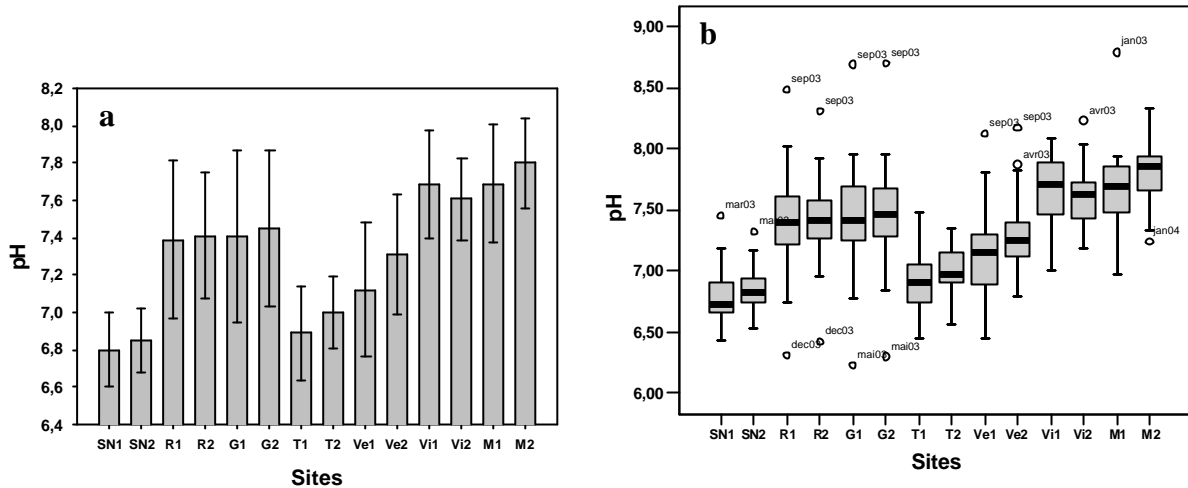 a
8,2
8,0
7,8
7,6
7,4
7,2
7,0
6,8
6,6
6,4
pH
SN1 SN2 R1 R2 G1 G2 T1 T2 Ve1 Ve2 Vi1 Vi2 M1 M2
Sites
b
9,00
8,50
8,00
7,50
7,00
6,50
6,00
pH
mar03
sep03
dec03
sep03
dec03
sep03
mai03
sep03
mai03
sep03
sep03
avr03
avr03
jan03
jan04
SN1 SN2 R1 R2 G1 G2 T1 T2 Ve1 Ve2 Vi1 Vi2 M1 M2
Sites